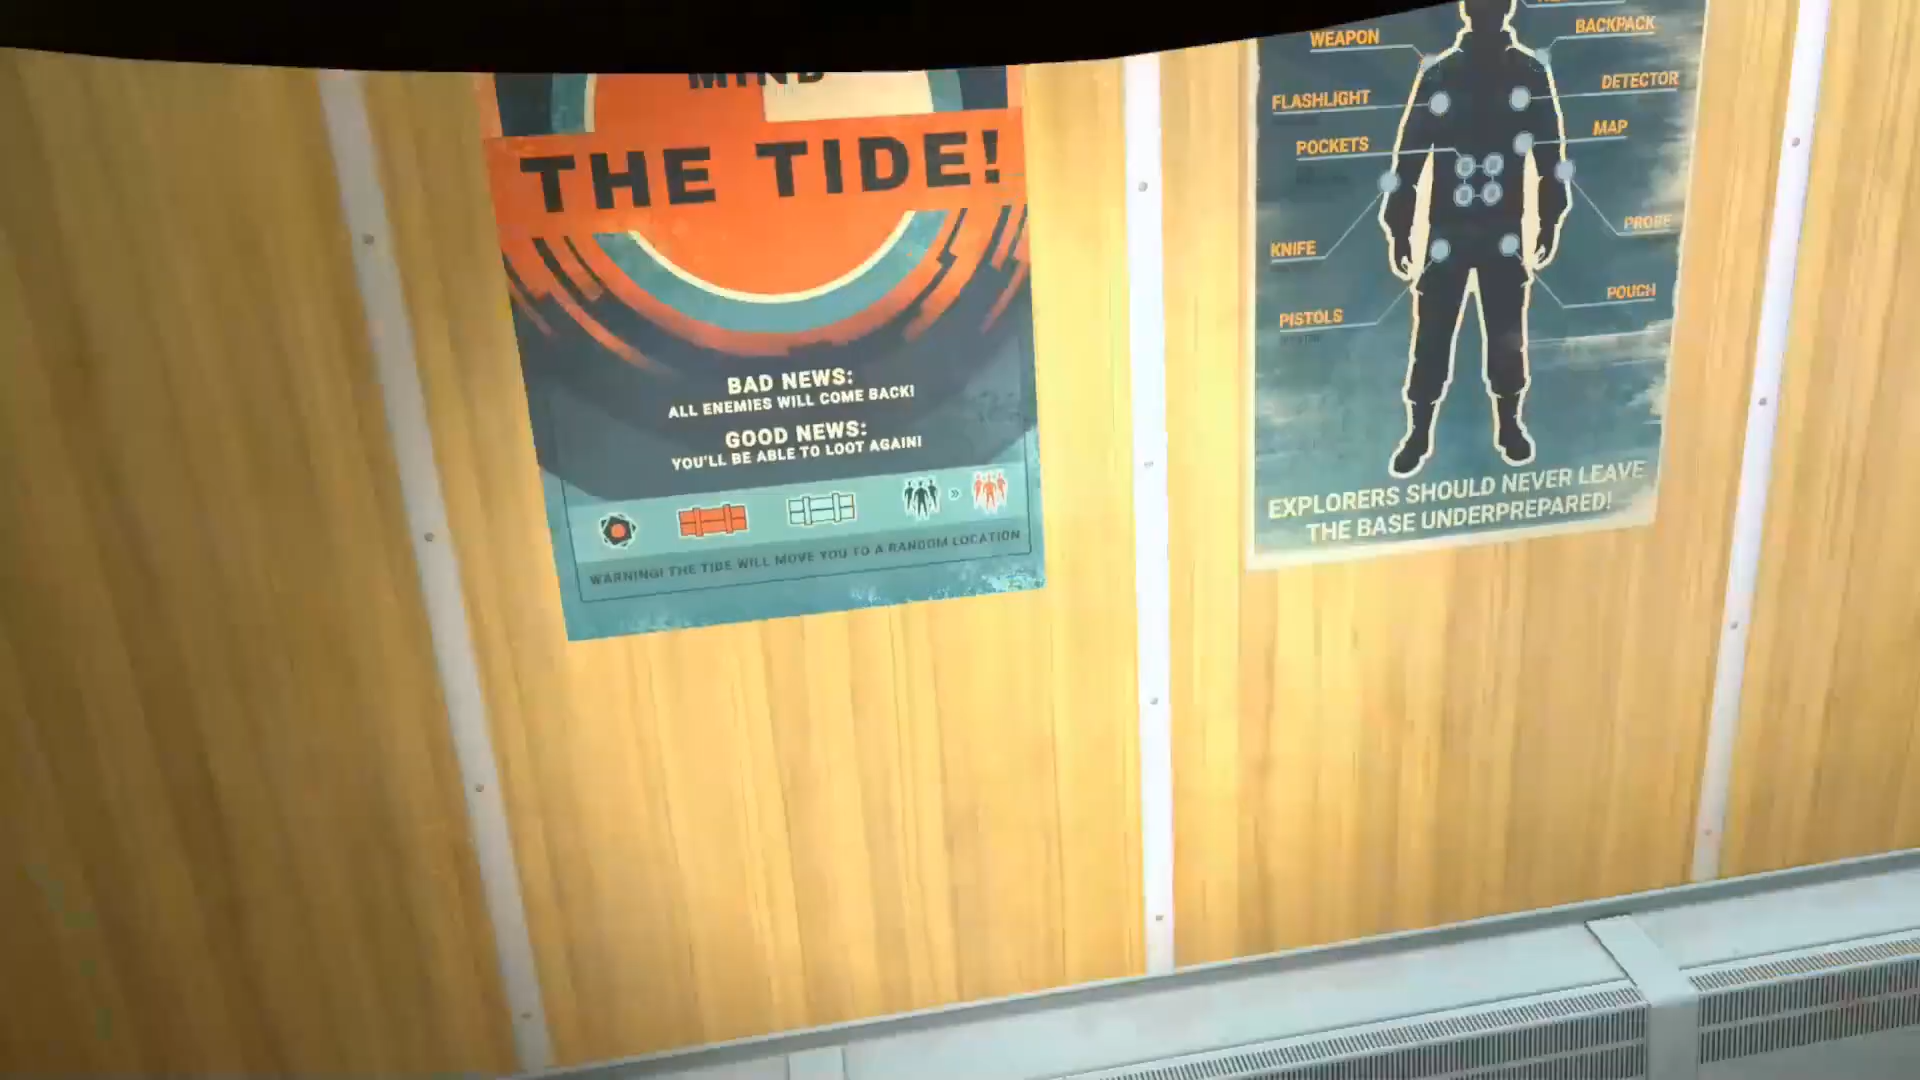 MIND
THE TIDE!
BAD NEWS:
ALL ENEMIES WILL COME BACK!
GOOD NEWS:
YOU'LL BE ABLE TO LOOT AGAIN!
WARNING! THE TIDE WILL MOVE YOU TO A RANDOM LOCATION
WEAPON
BACKPACK
FLASHLIGHT
DETECTOR
POCKETS
MAP
KNIFE
PROBE
PISTOLS
POUCH
EXPLORERS SHOULD NEVER LEAVE
THE BASE UNDERPREPARED!